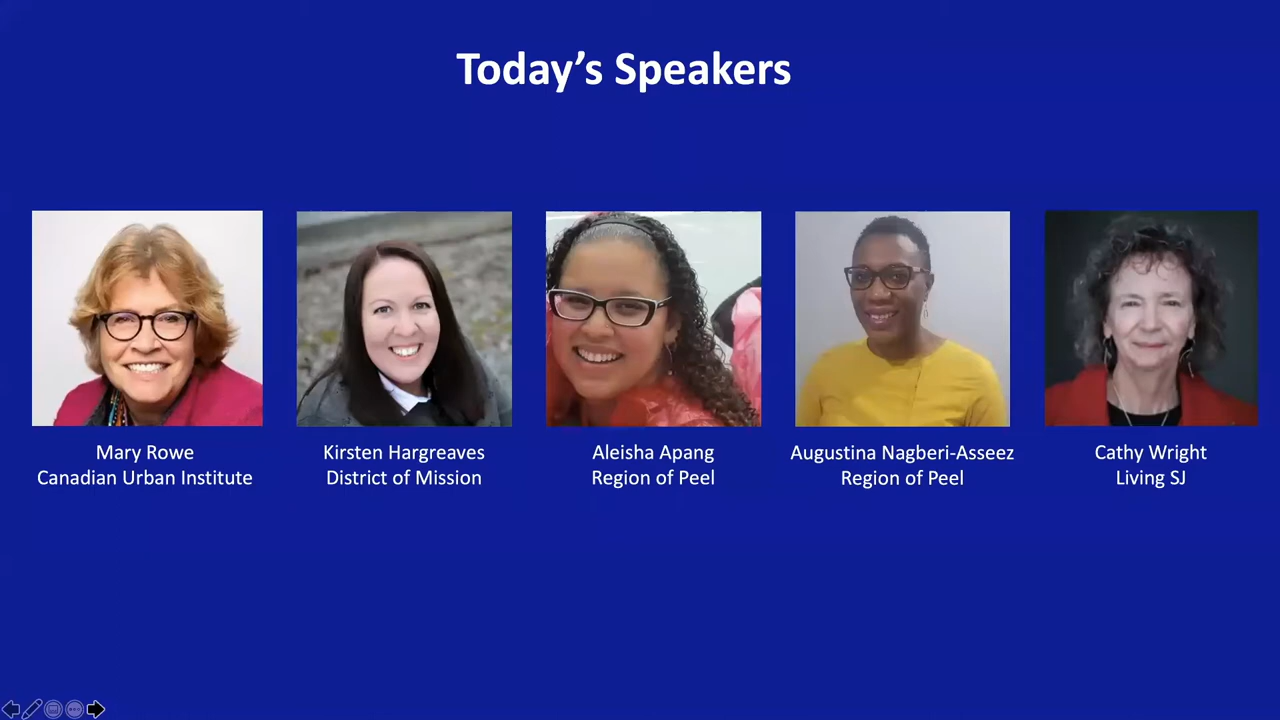 Today’s Speakers
Mary Rowe
Canadian Urban Institute
Kirsten Hargreaves
District of Mission
Aleisha Apang
Region of Peel
Augustina Nagberi-Asseez
Region of Peel
Cathy Wright
Living SJ